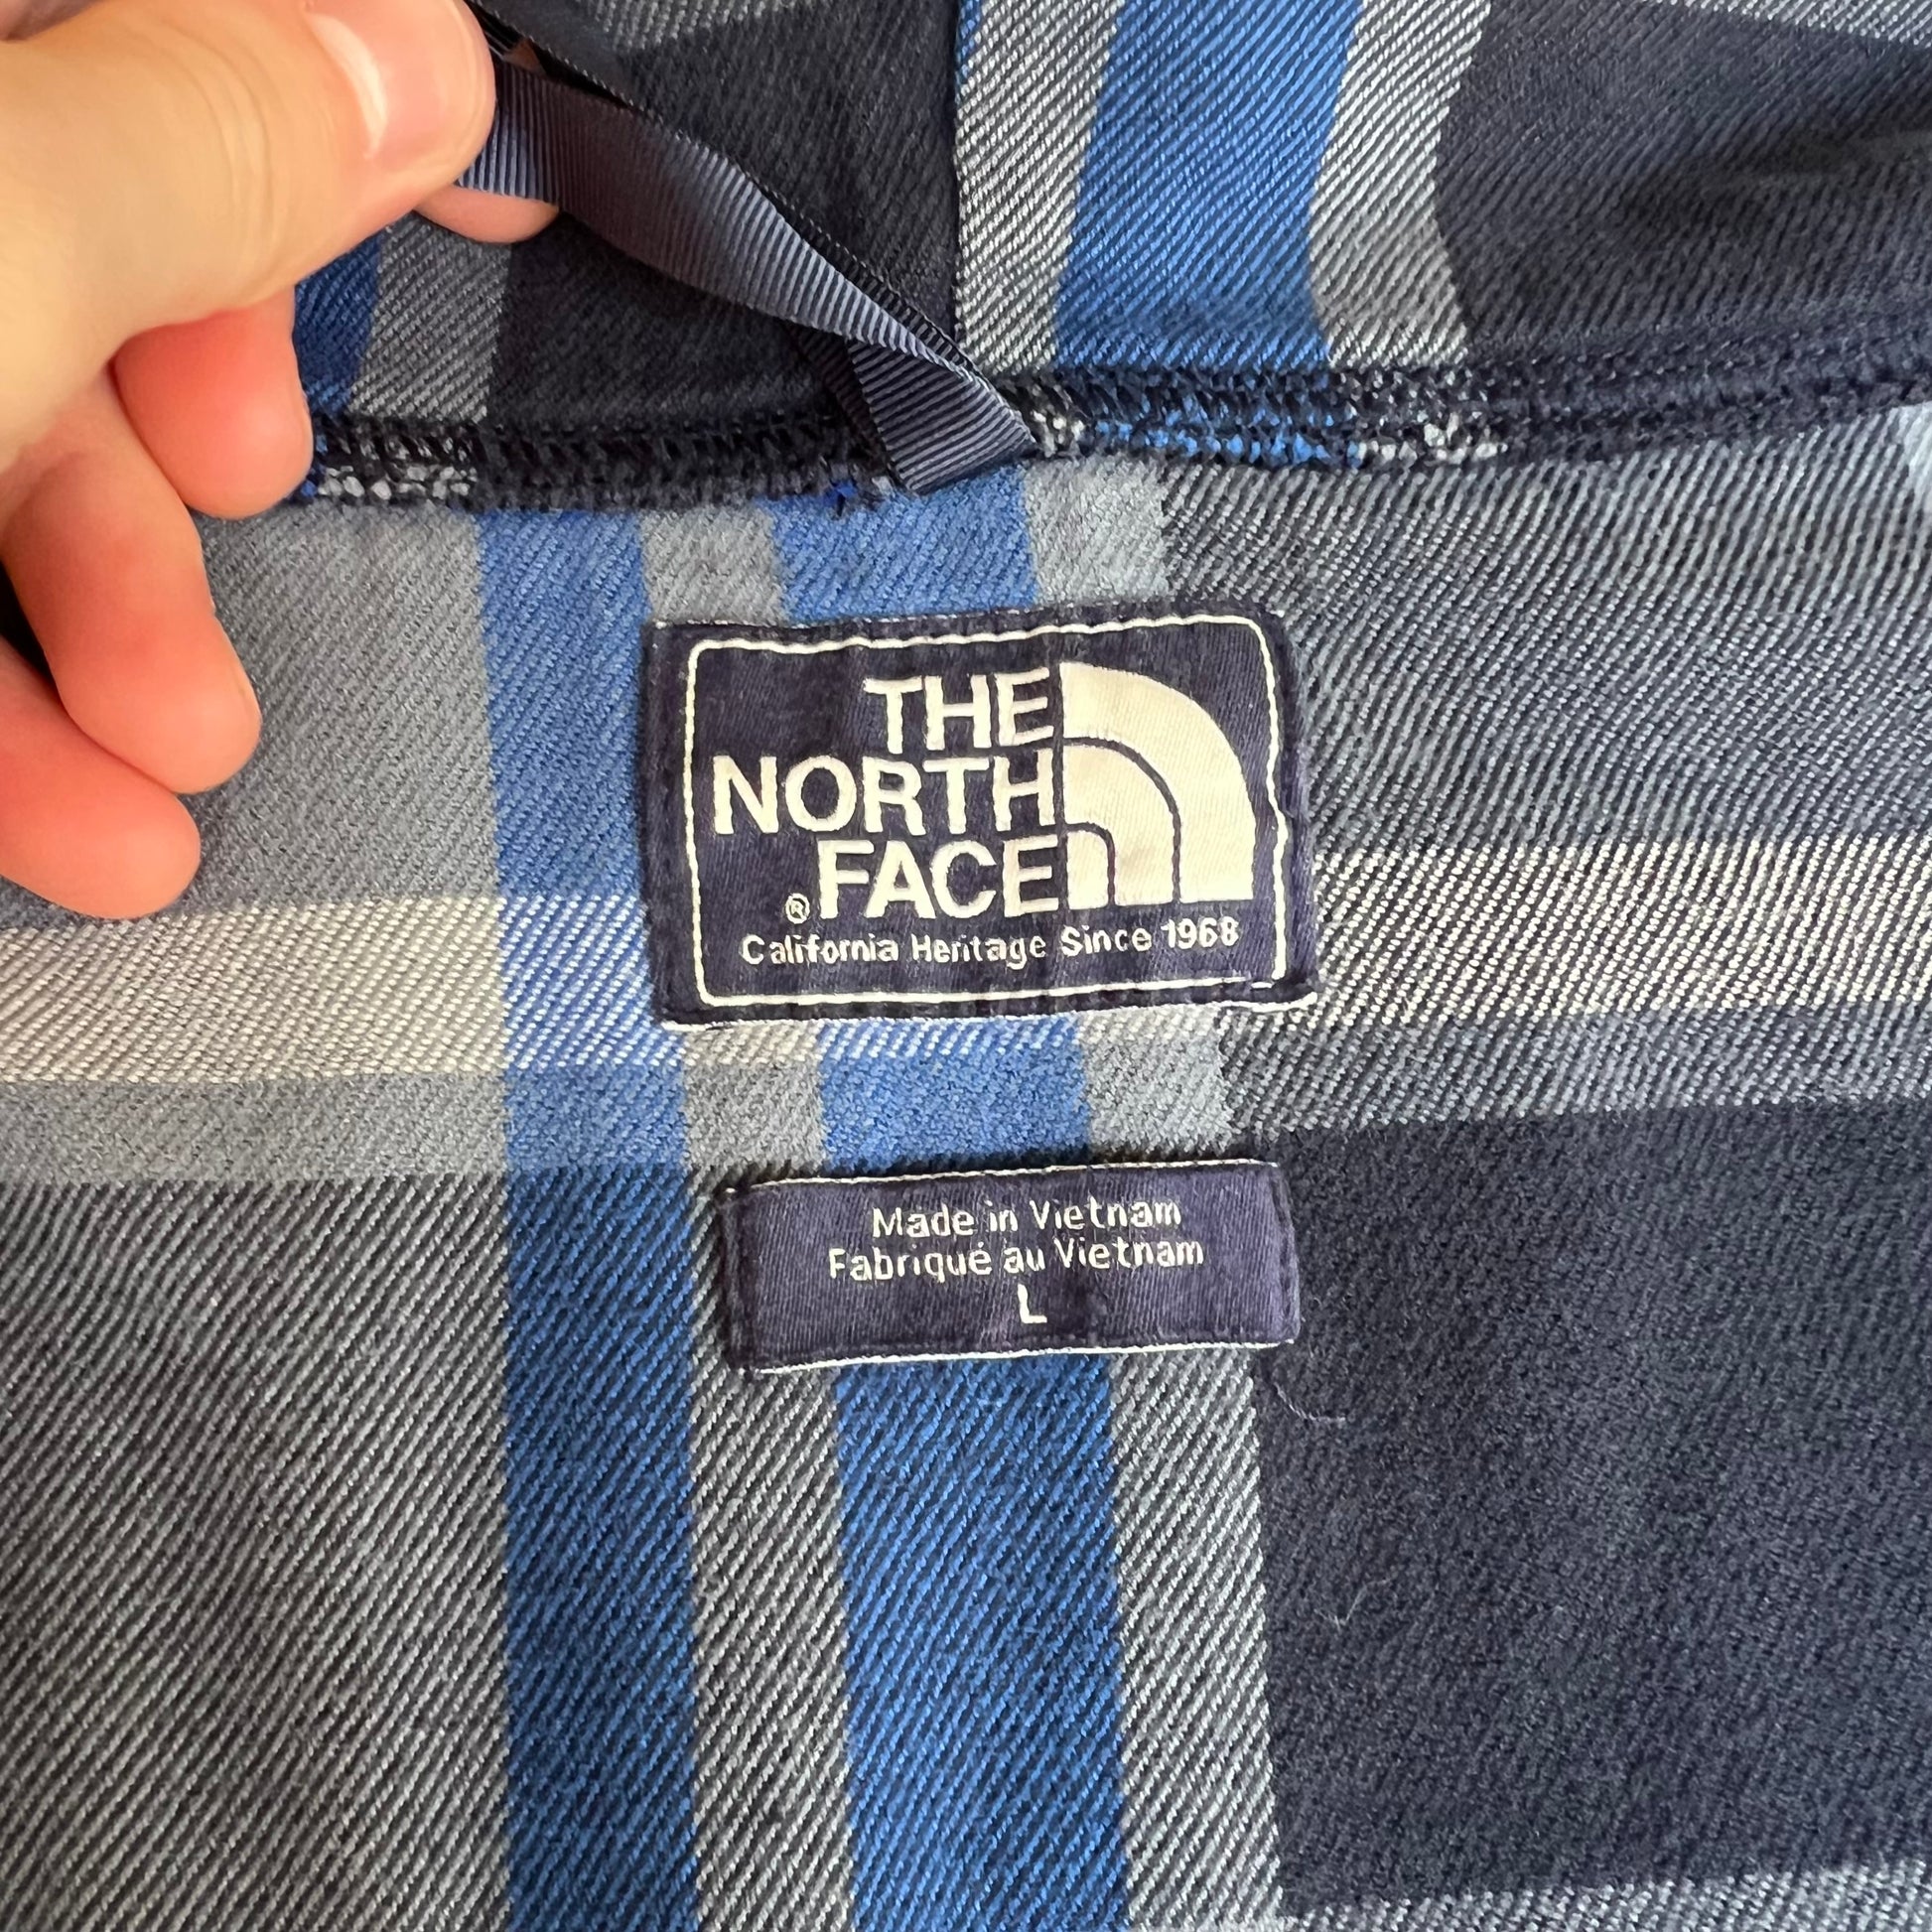 THE
NORTH
®FACE
California Heritage Since 1968
Made in Vietnam
Fabriqué au Vietnam
L